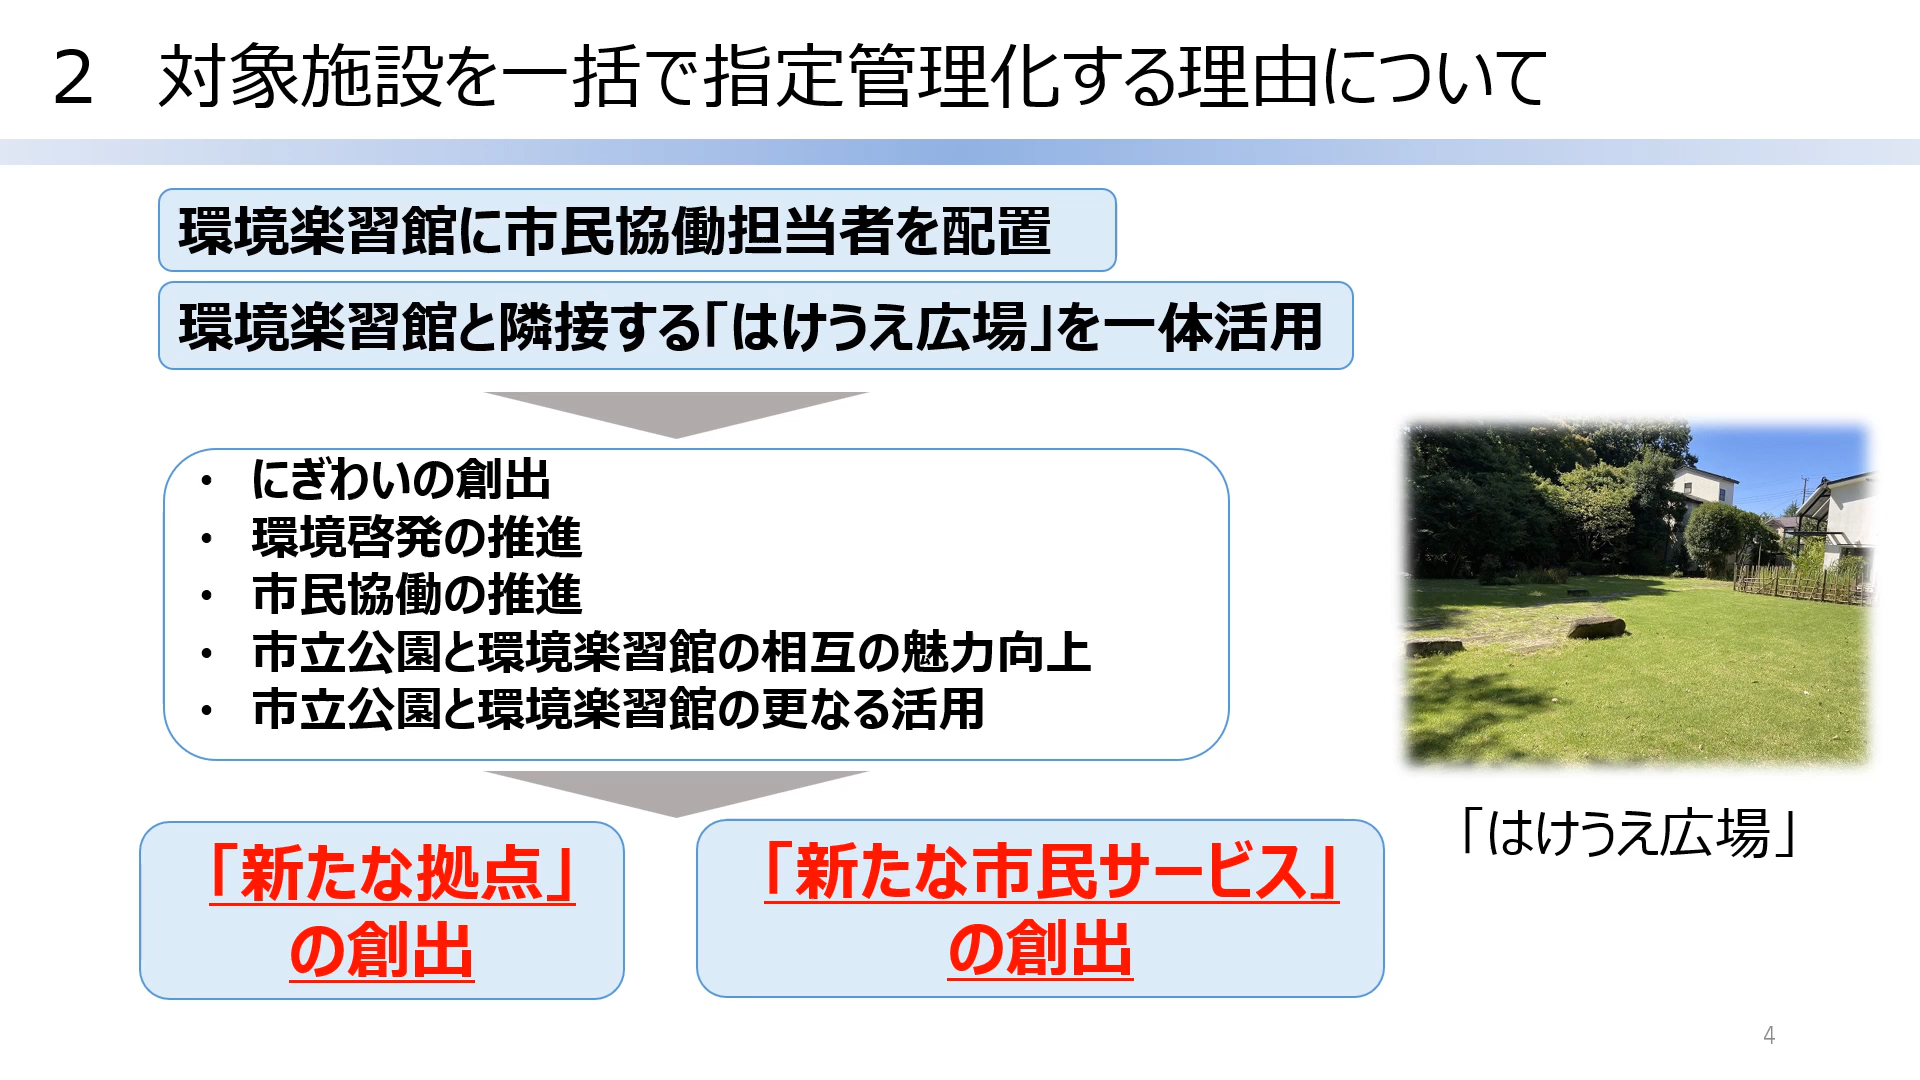 2 対象施設を一括で指定管理化する理由について
環境楽習館に市民協働担当者を配置
環境楽習館と隣接する「はけうえ広場」を一体活用
・ にぎわいの創出
・ 環境啓発の推進
・ 市民協働の推進
・ 市立公園と環境楽習館の相互の魅力向上
・ 市立公園と環境楽習館の更なる活用
「新たな拠点」
の創出
「新たな市民サービス」
の創出
「はけうえ広場」
4